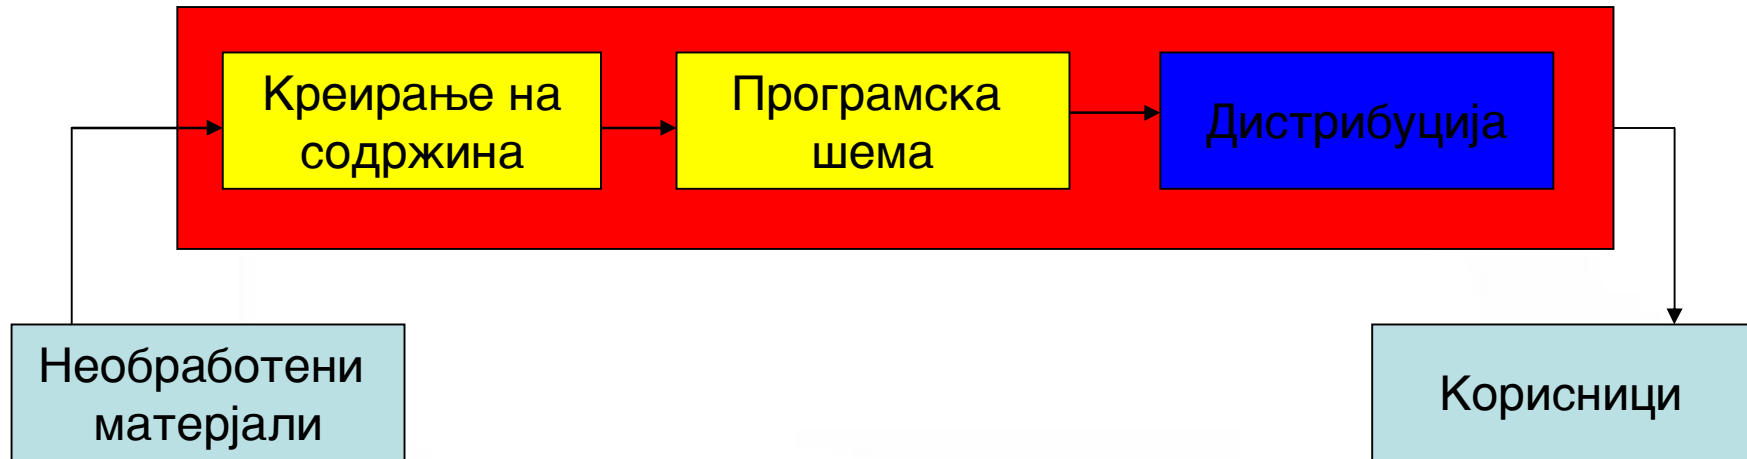 Креирање на
содржина
Програмска
шема
Дистрибуција
Необработени
матерјали
Корисници